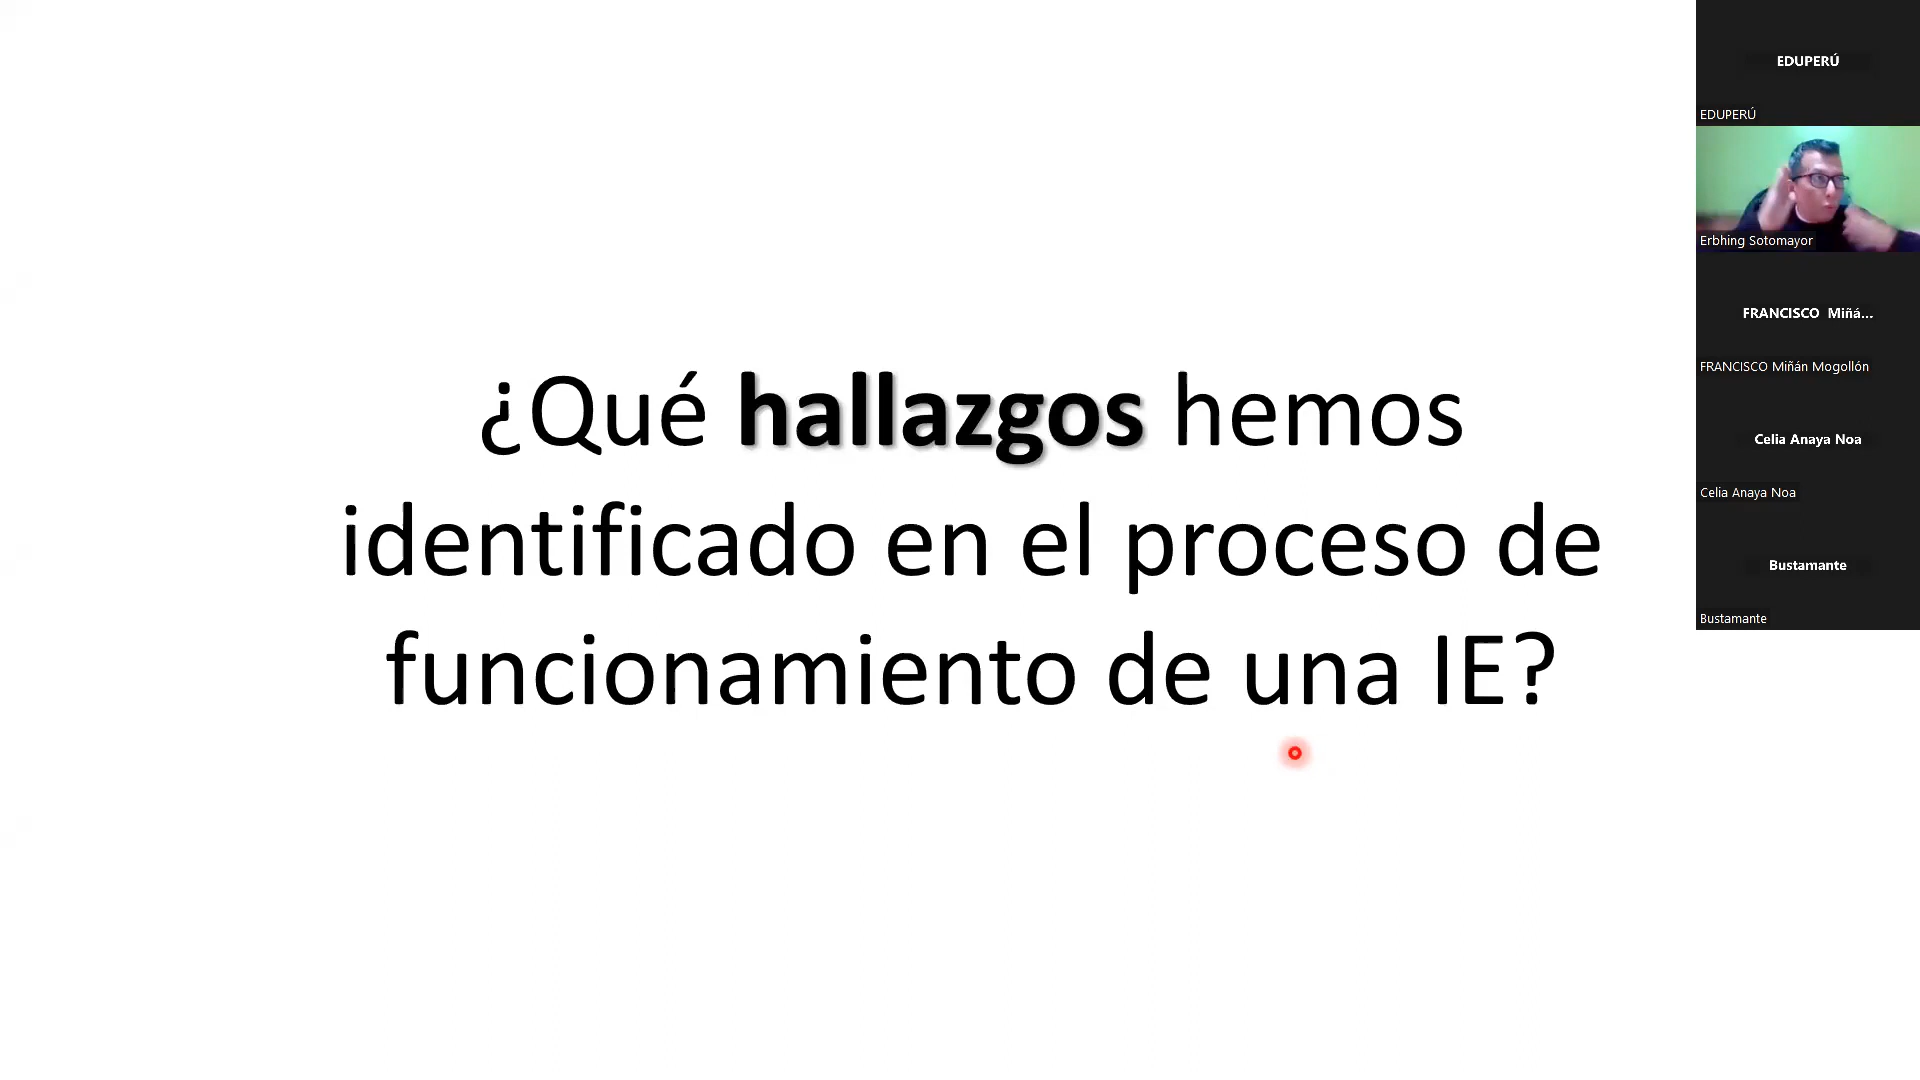 ¿Qué hallazgos hemos
identificado en el proceso de
funcionamiento de una IE?
EDUPERÚ
EDUPERÚ
Erbhing Sotomayor
FRANCISCO Miñá...
FRANCISCO Miñán Mogollón
Celia Anaya Noa
Celia Anaya Noa
Bustamante
Bustamante